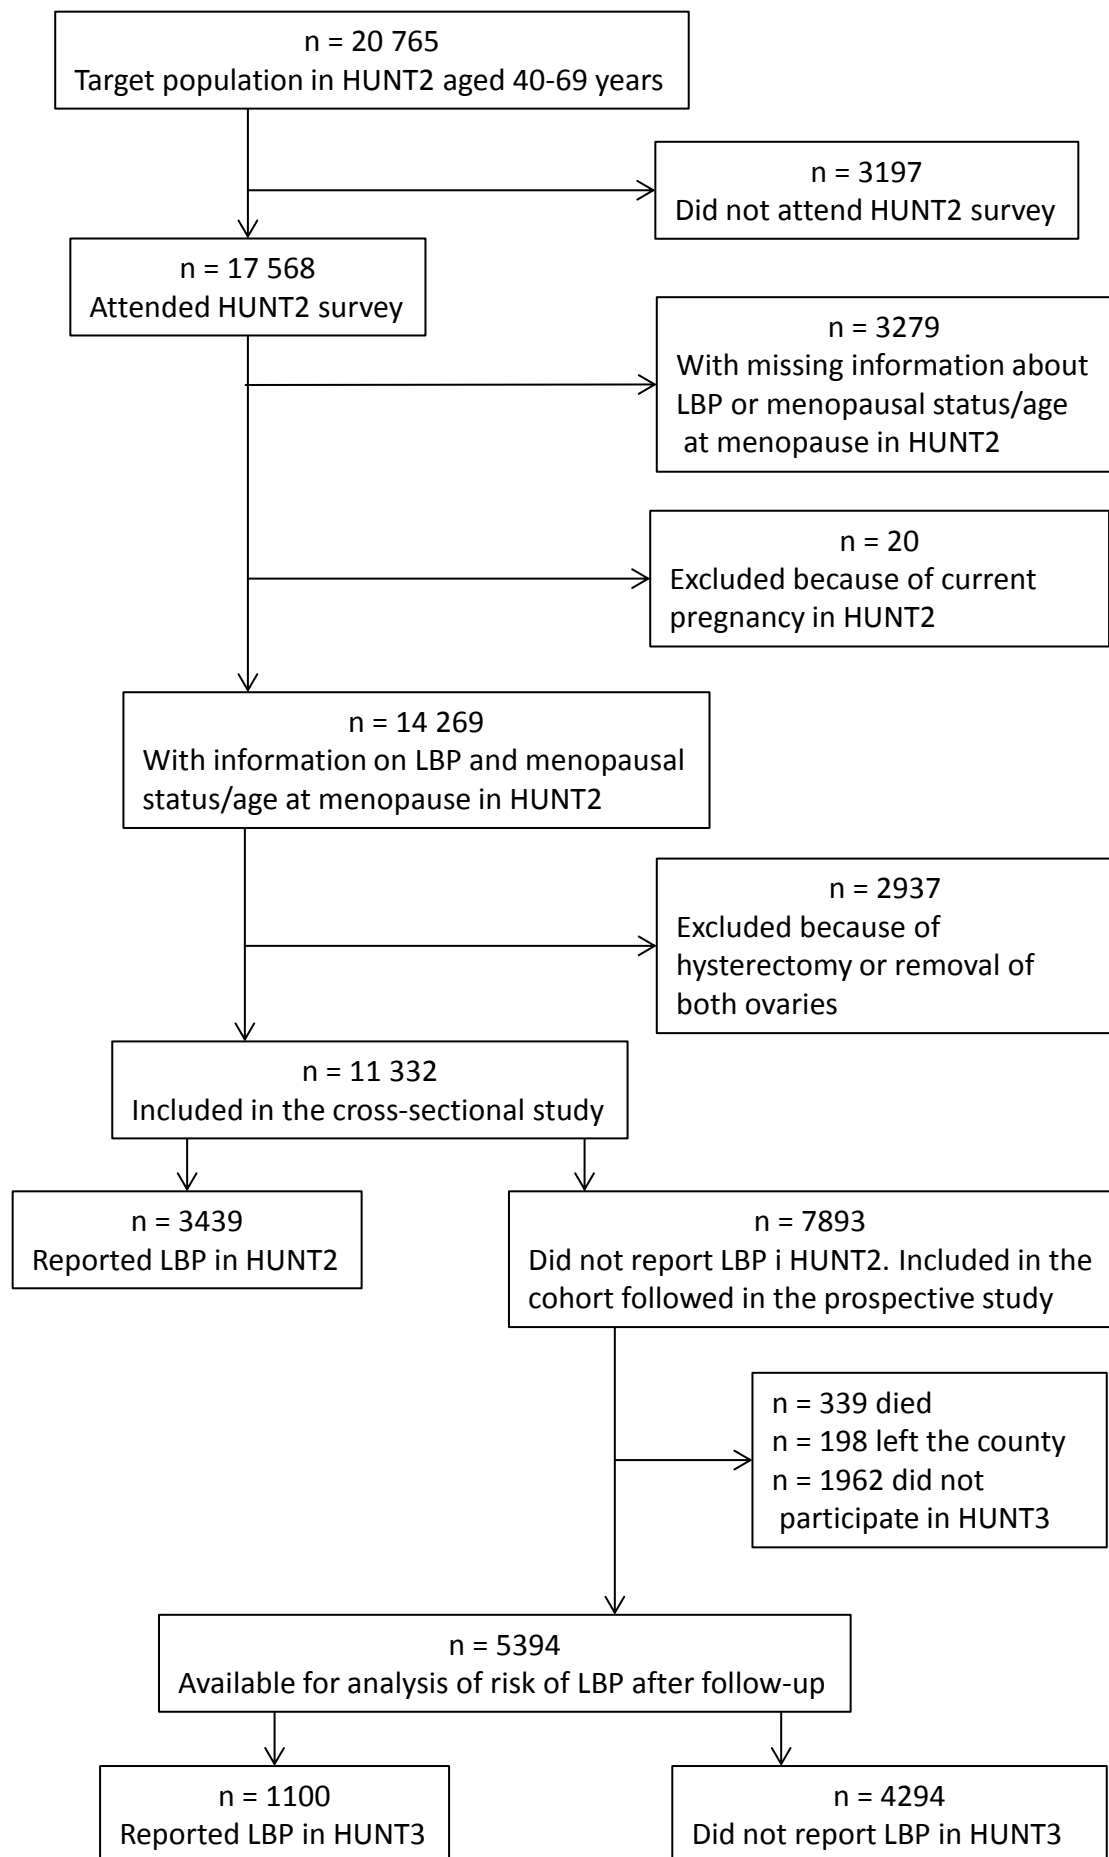 n = 20 765
Target population in HUNT2 aged 40-69 years
n = 3197
Did not attend HUNT2 survey
n = 17 568
Attended HUNT2 survey
n = 3279
With missing information about
LBP or menopausal status/age
at menopause in HUNT2
n = 20
Excluded because of current
pregnancy in HUNT2
n = 14 269
With information on LBP and menopausal
status/age at menopause in HUNT2
n = 2937
Excluded because of
hysterectomy or removal of
both ovaries
n = 11 332
Included in the cross-sectional study
n = 3439
Reported LBP in HUNT2
n = 7893
Did not report LBP i HUNT2. Included in the
cohort followed in the prospective study
n = 339 died
n = 198 left the county
n = 1962 did not
participate in HUNT3
n = 5394
Available for analysis of risk of LBP after follow-up
n = 1100
Reported LBP in HUNT3
n = 4294
Did not report LBP in HUNT3